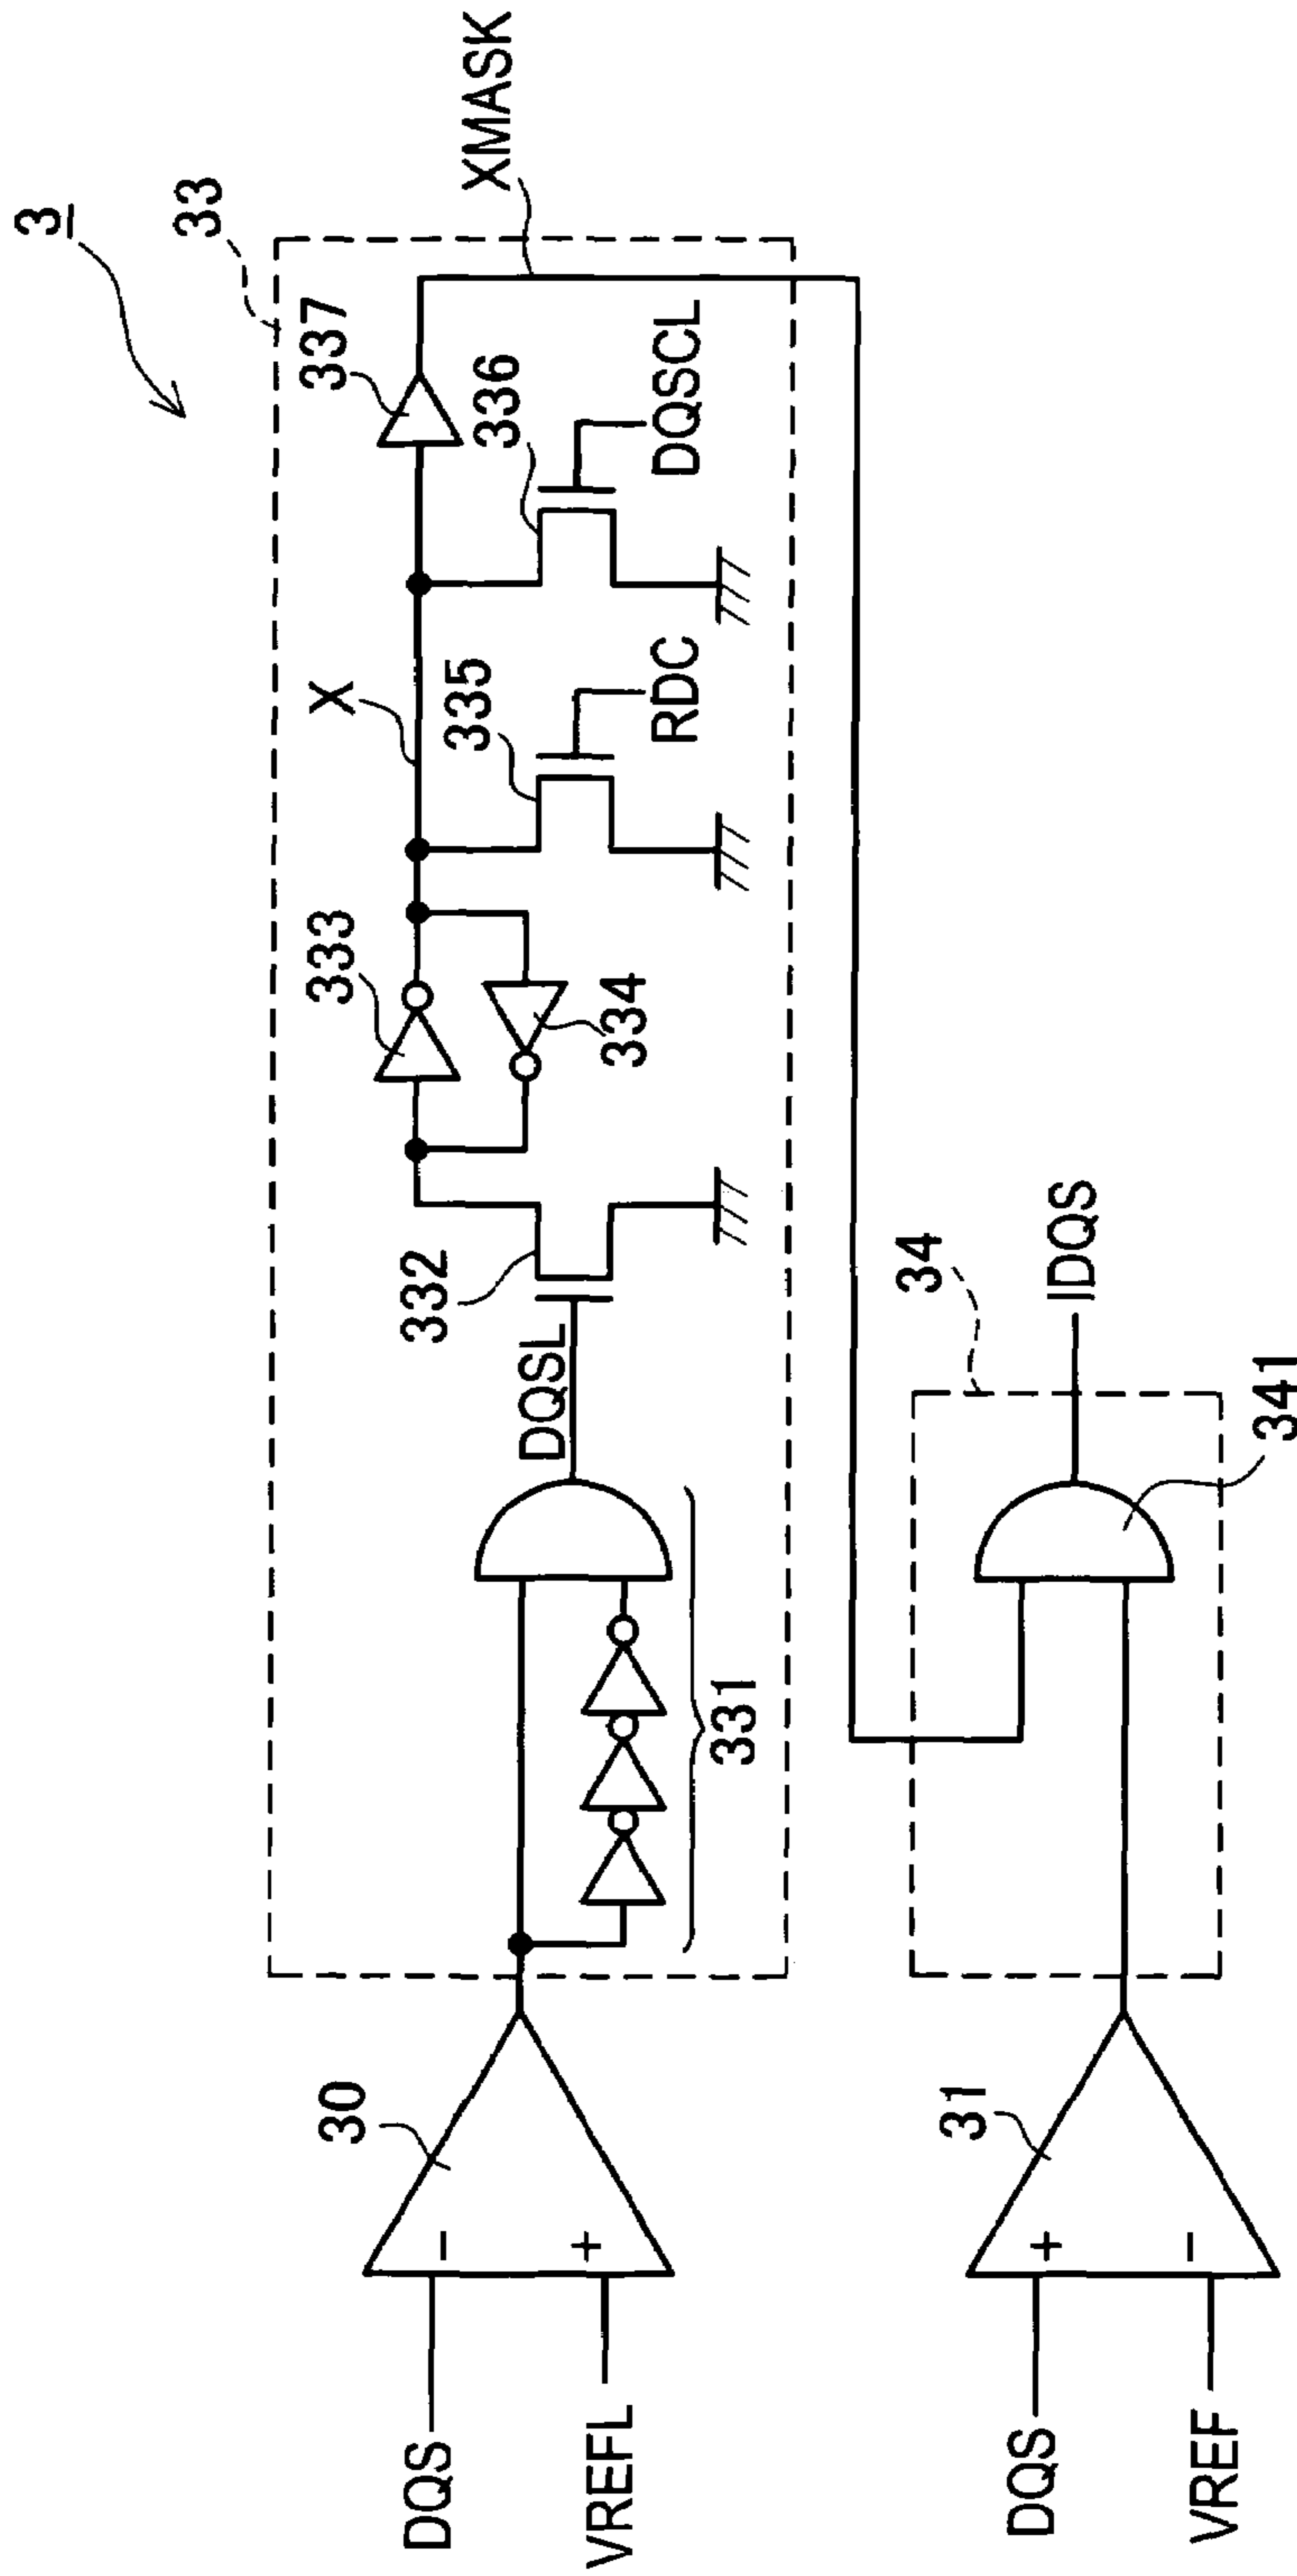 3
33
XMASK
337
336
DQSCL
X
335
RDC
333
334
332
DQSL
331
30
-
+
DQS
VREFL
34
IDQS
341
31
+
-
DQS
VREF